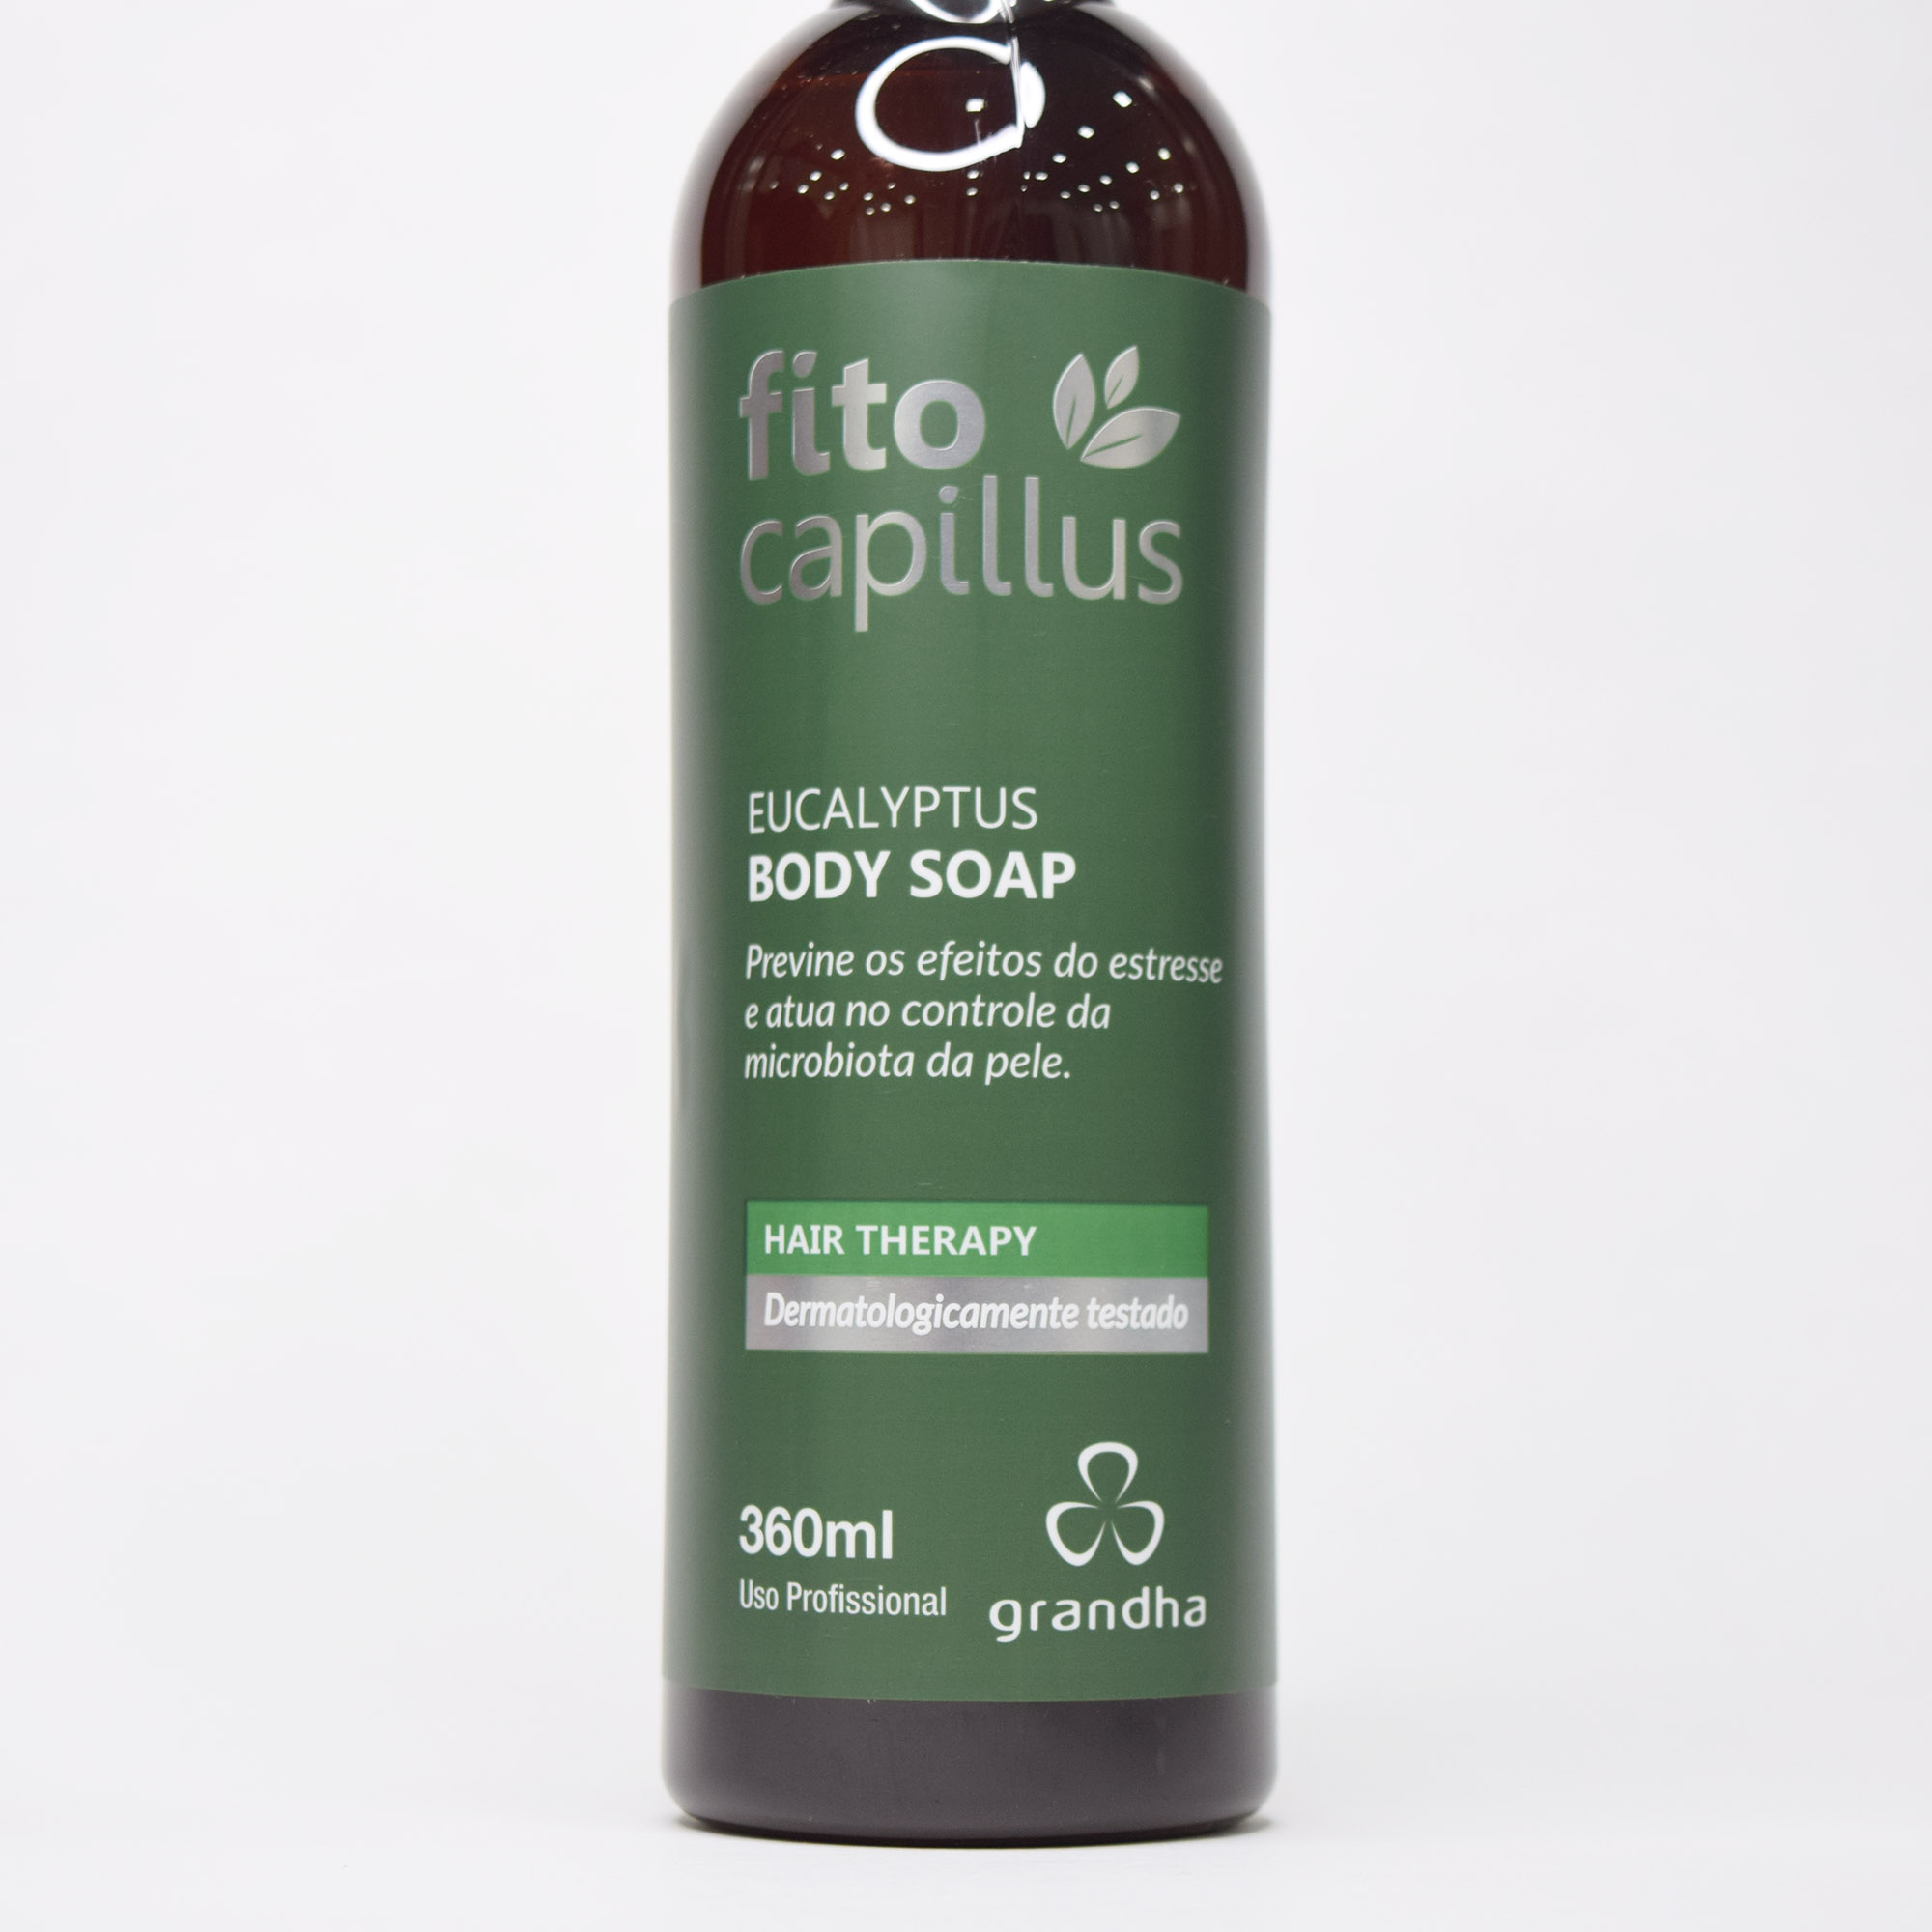 fito
capillus
EUCALYPTUS
BODY SOAP
Previne os efeitos do estresse
e atua no controle da
microbiota da pele.
HAIR THERAPY
Dermatologicamente testado
360ml
Uso Profissional
grandha